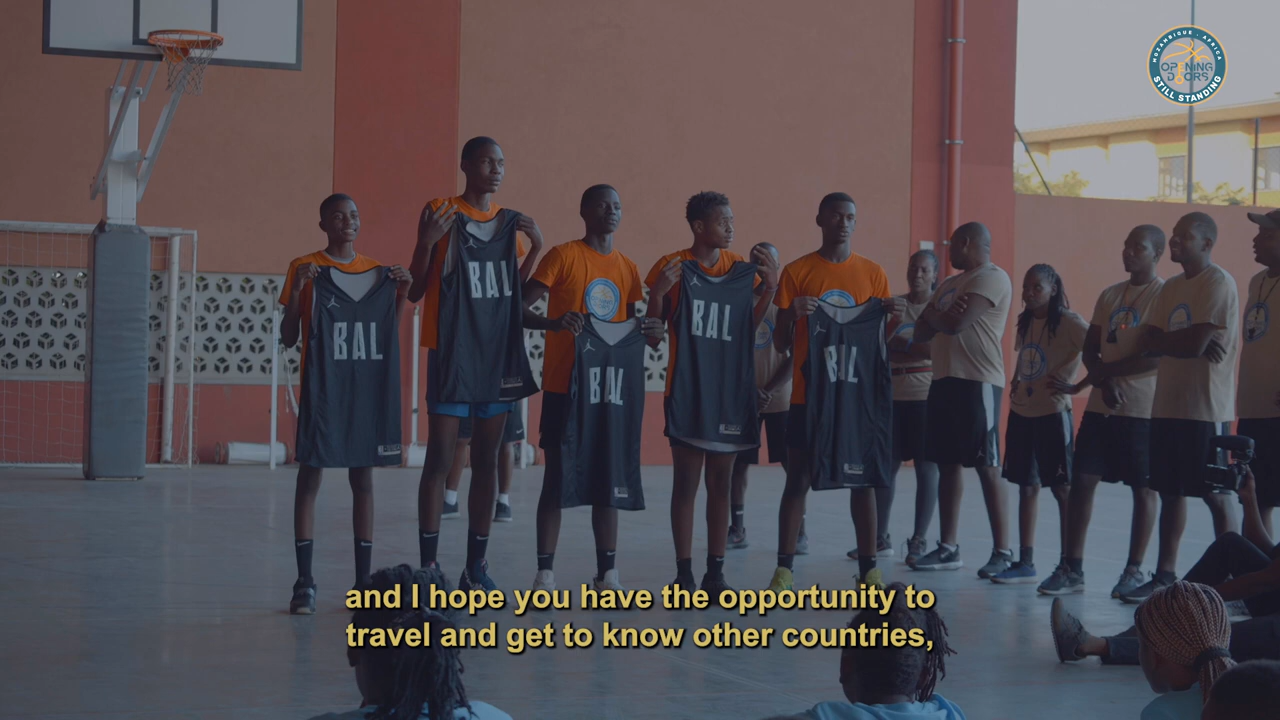 MOZAMBIQUE . AFRICA
OPENING
DOORS
STILL STANDING
BAL
BAL
BAL
BAL
BAL
and I hope you have the opportunity to
travel and get to know other countries,